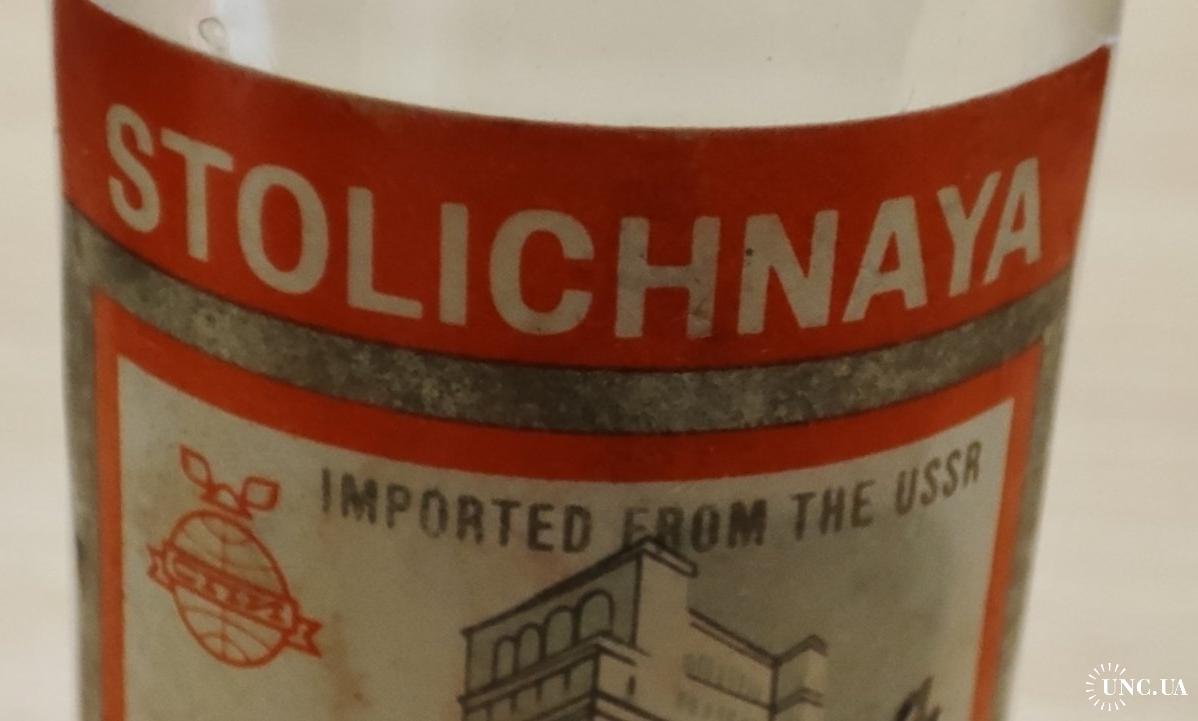 STOLICHNAYA
IMPORTED FROM THE USSR
UNC.UA